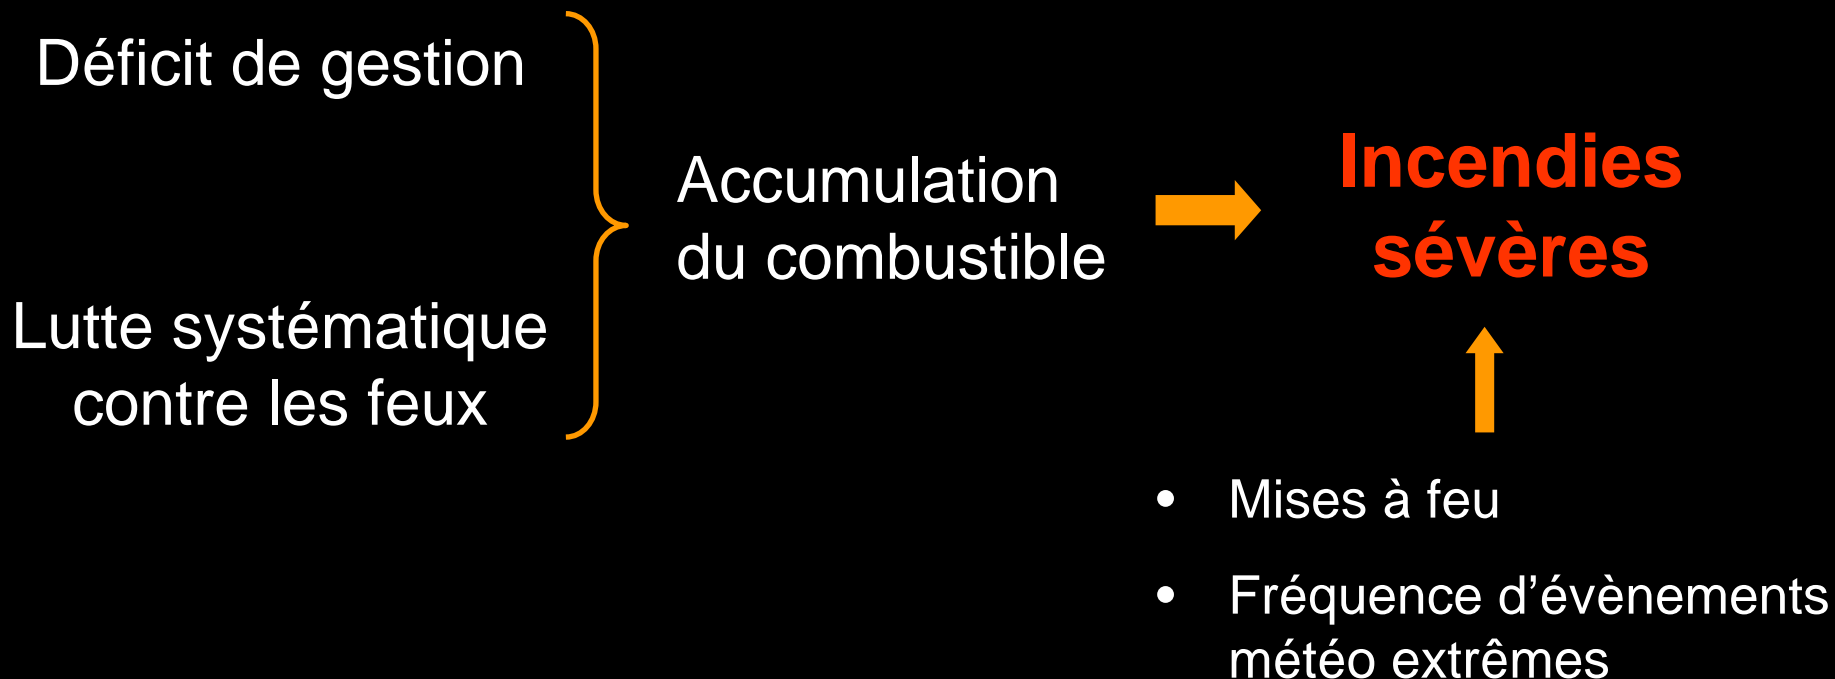 Déficit de gestion
Lutte systématique
contre les feux
Accumulation
du combustible
Incendies
sévères
• Mises à feu
• Fréquence d’évènements
météo extrêmes